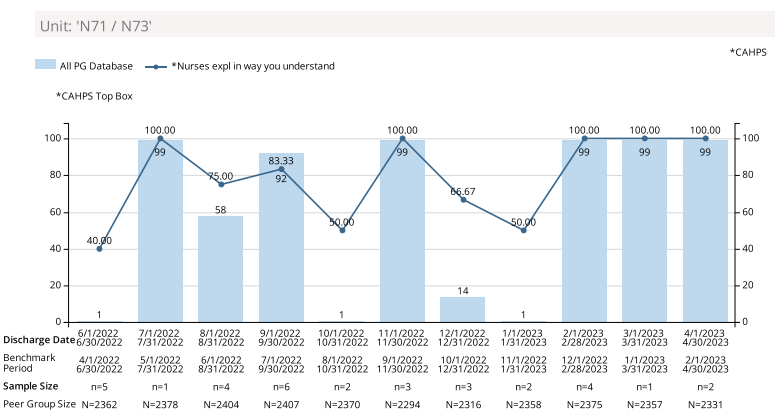 Unit: 'N71 / N73'
*CAHPS
All PG Database *Nurses expl in way you understand
*CAHPS Top Box
100.00 100.00 100.00 100.00 100.00
100 99 99 99 99 99 100
83.33
92
80 75.00 80
66.67
60 58 60
50.00 50.00
40 40.00 40
20 14 20
0 1 1 1 0
Discharge Date 6/1/2022 7/1/2022 8/1/2022 9/1/2022 10/1/2022 11/1/2022 12/1/2022 1/1/2023 2/1/2023 3/1/2023 4/1/2023
6/30/2022 7/31/2022 8/31/2022 9/30/2022 10/31/2022 11/30/2022 12/31/2022 1/31/2023 2/28/2023 3/31/2023 4/30/2023
Benchmark 4/1/2022 5/1/2022 6/1/2022 7/1/2022 8/1/2022 9/1/2022 10/1/2022 11/1/2022 12/1/2022 1/1/2023 2/1/2023
Period 6/30/2022 7/31/2022 8/31/2022 9/30/2022 10/31/2022 11/30/2022 12/31/2022 1/31/2023 2/28/2023 3/31/2023 4/30/2023
Sample Size n=5 n=1 n=4 n=6 n=2 n=3 n=3 n=2 n=4 n=1 n=2
Peer Group Size N=2362 N=2378 N=2404 N=2407 N=2370 N=2294 N=2316 N=2358 N=2375 N=2357 N=2331